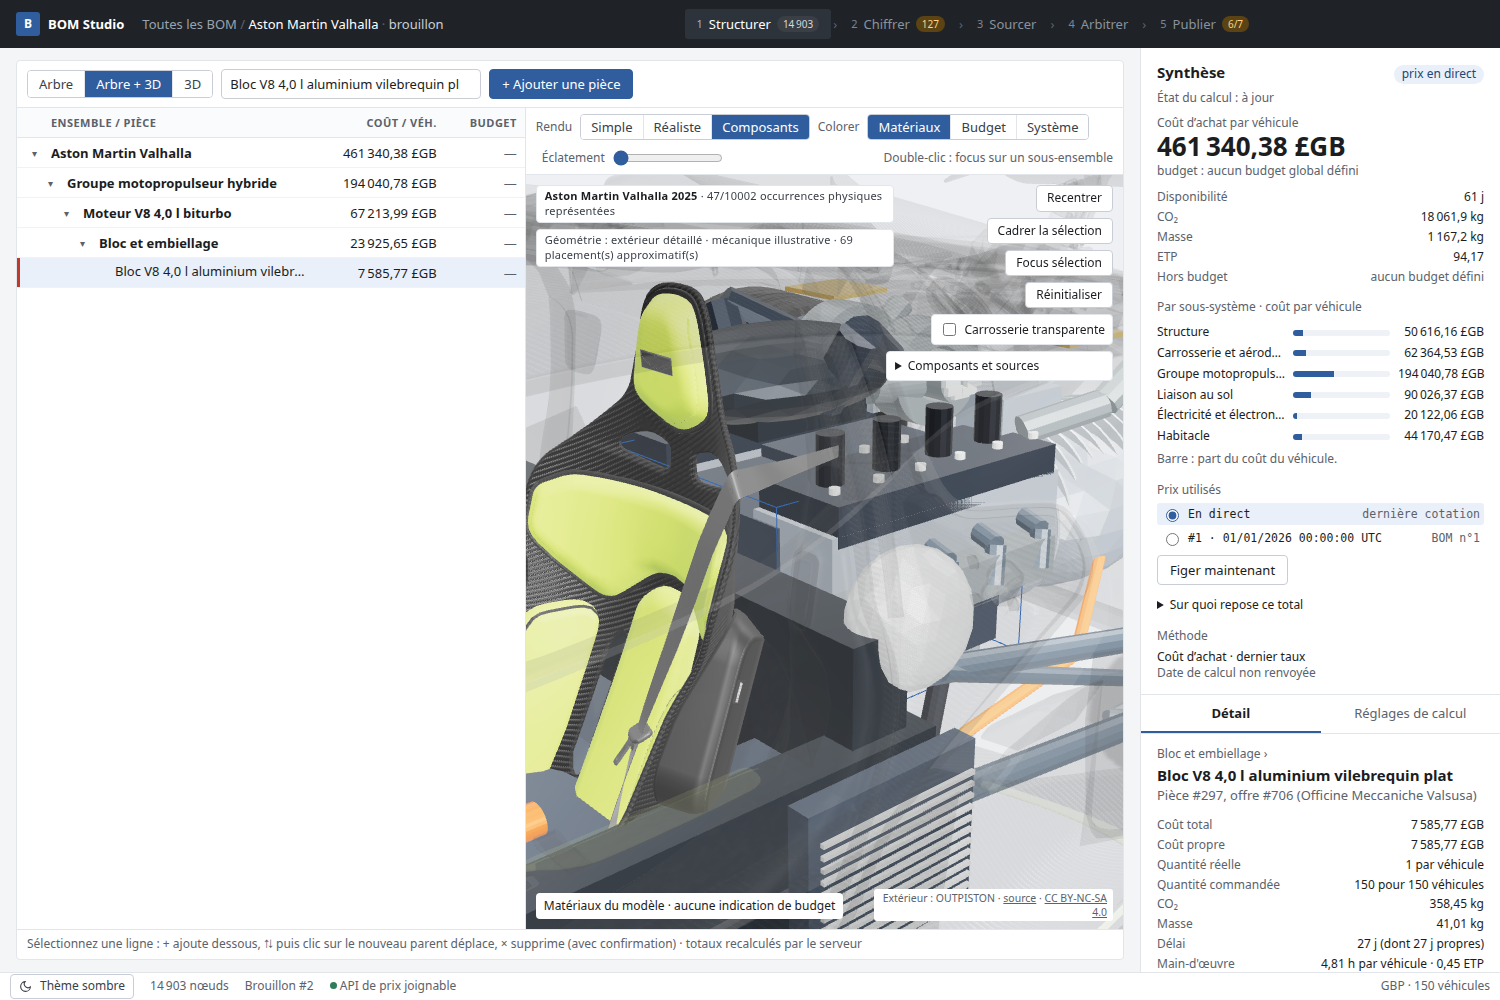 B BOM Studio Toutes les BOM / Aston Martin Valhalla · brouillon 1 Structurer 14 903 › 2 Chiffrer 127 › 3 Sourcer › 4 Arbitrer › 5 Publier 6/7
Arbre Arbre + 3D 3D Bloc V8 4,0 l aluminium vilebrequin pl + Ajouter une pièce
ENSEMBLE / PIÈCE COÛT / VÉH. BUDGET
▾ Aston Martin Valhalla 461 340,38 £GB —
▾ Groupe motopropulseur hybride 194 040,78 £GB —
▾ Moteur V8 4,0 l biturbo 67 213,99 £GB —
▾ Bloc et embiellage 23 925,65 £GB —
Bloc V8 4,0 l aluminium vilebr... 7 585,77 £GB —
Rendu Simple Réaliste Composants Colorer Matériaux Budget Système
Éclatement Double-clic : focus sur un sous-ensemble
Aston Martin Valhalla 2025 · 47/10002 occurrences physiques
représentées
Géométrie : extérieur détaillé · mécanique illustrative · 69
placement(s) approximatif(s)
Recentrer
Cadrer la sélection
Focus sélection
Réinitialiser
Carrosserie transparente
▶ Composants et sources
Matériaux du modèle · aucune indication de budget
Extérieur : OUTPISTON · source · CC BY-NC-SA
4.0
Sélectionnez une ligne : + ajoute dessous, ⇅ puis clic sur le nouveau parent déplace, × supprime (avec confirmation) · totaux recalculés par le serveur
Synthèse prix en direct
État du calcul : à jour
Coût d’achat par véhicule
461 340,38 £GB
budget : aucun budget global défini
Disponibilité 61 j
CO₂ 18 061,9 kg
Masse 1 167,2 kg
ETP 94,17
Hors budget aucun budget défini
Par sous-système · coût par véhicule
Structure 50 616,16 £GB
Carrosserie et aérod... 62 364,53 £GB
Groupe motopropuls... 194 040,78 £GB
Liaison au sol 90 026,37 £GB
Électricité et électron... 20 122,06 £GB
Habitacle 44 170,47 £GB
Barre : part du coût du véhicule.
Prix utilisés
En direct dernière cotation
#1 · 01/01/2026 00:00:00 UTC BOM n°1
Figer maintenant
▶ Sur quoi repose ce total
Méthode
Coût d’achat · dernier taux
Date de calcul non renvoyée
Détail Réglages de calcul
Bloc et embiellage ›
Bloc V8 4,0 l aluminium vilebrequin plat
Pièce #297, offre #706 (Officine Meccaniche Valsusa)
Coût total 7 585,77 £GB
Coût propre 7 585,77 £GB
Quantité réelle 1 par véhicule
Quantité commandée 150 pour 150 véhicules
CO₂ 358,45 kg
Masse 41,01 kg
Délai 27 j (dont 27 j propres)
Main-d'œuvre 4,81 h par véhicule · 0,45 ETP
Thème sombre 14 903 nœuds Brouillon #2 API de prix joignable GBP · 150 véhicules